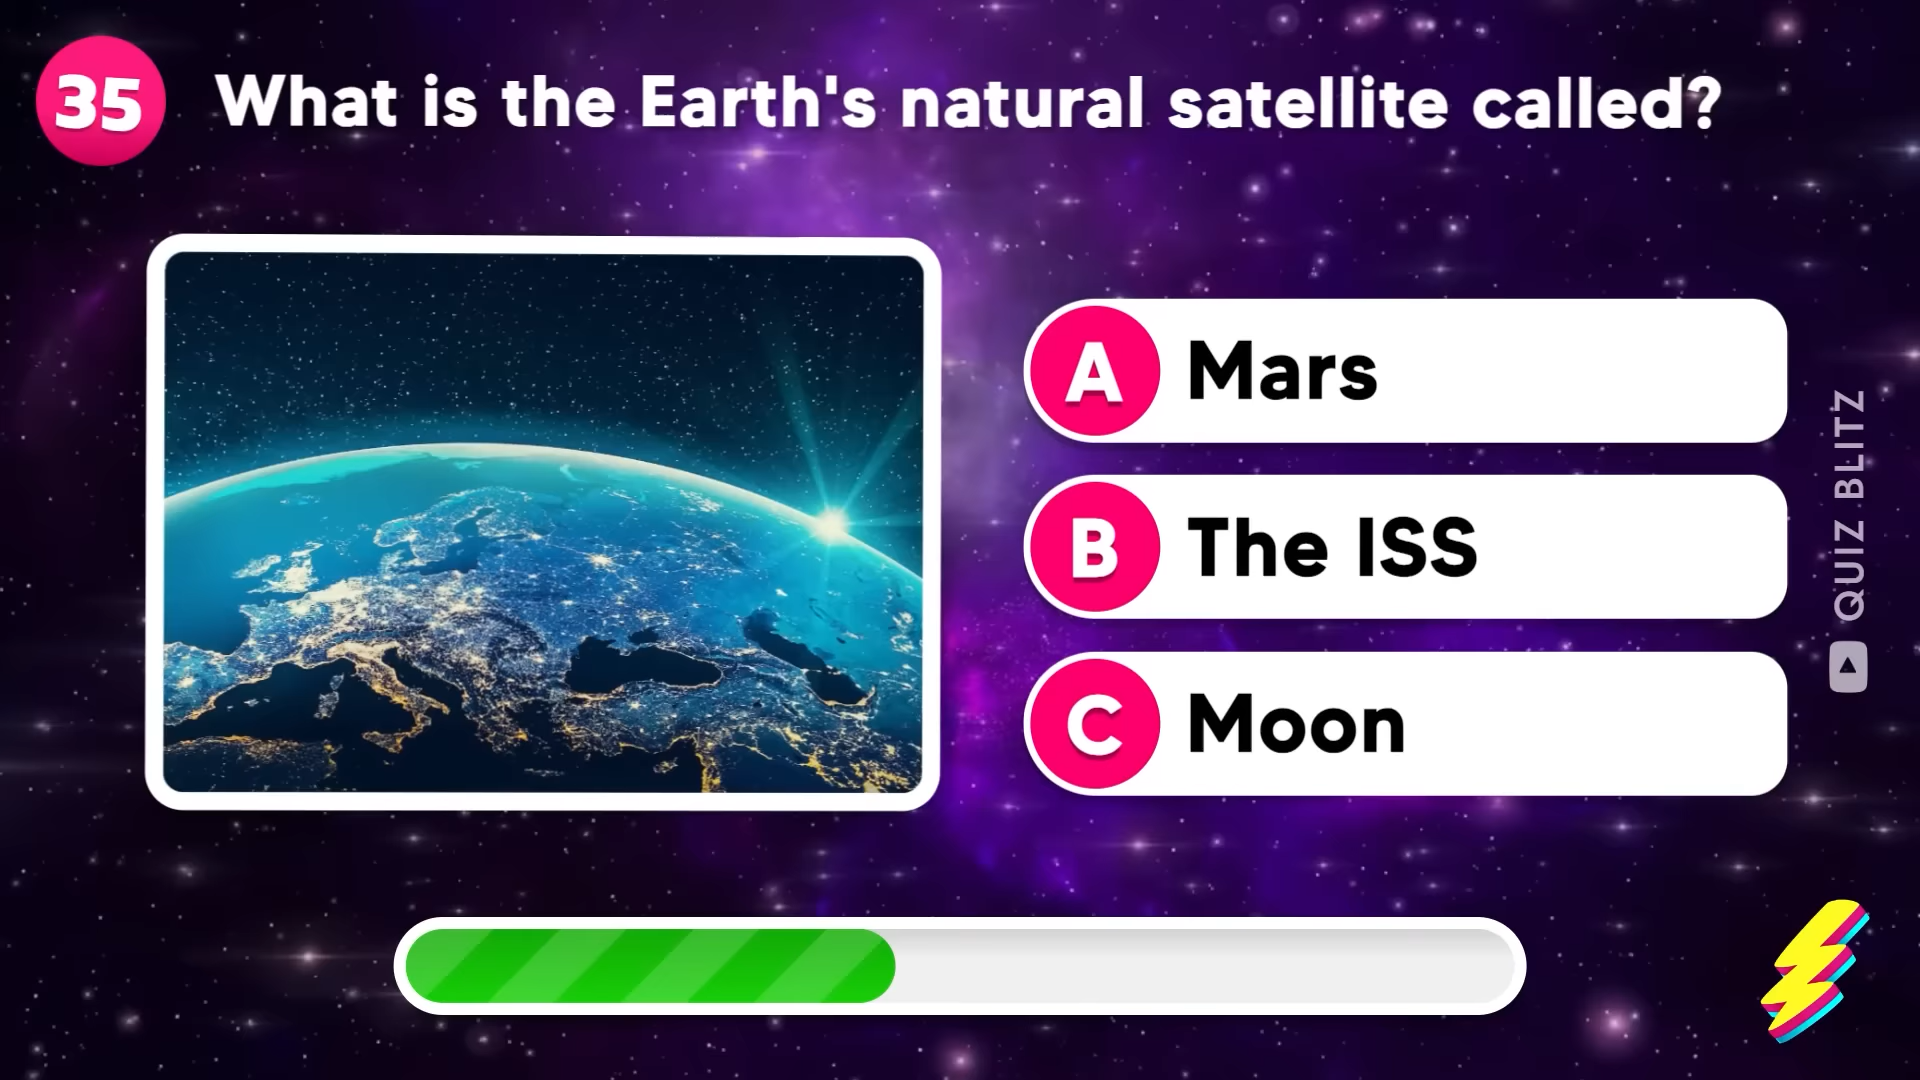 35
What is the Earth's natural satellite called?
A Mars
B The ISS
C Moon
QUIZ BLITZ